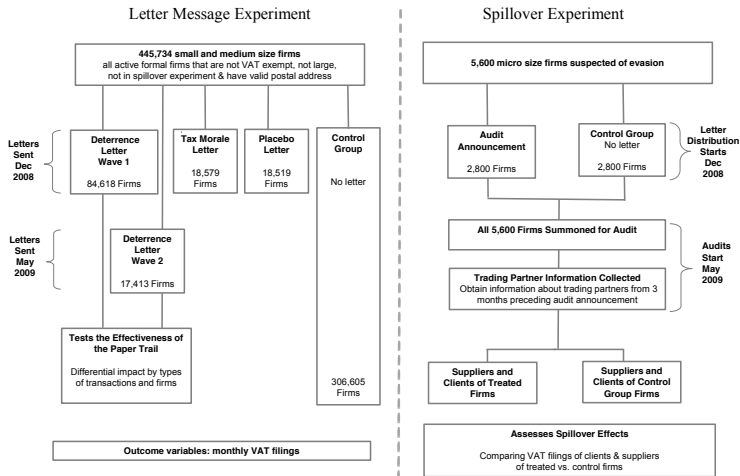 Letter Message Experiment
445,734 small and medium size firms
all active formal firms that are not VAT exempt, not large,
not in spillover experiment & have valid postal address
Letters
Sent
Dec
2008
Deterrence
Letter
Wave 1
84,618 Firms
Tax Morale
Letter
18,579
Firms
Placebo
Letter
18,519
Firms
Control
Group
No letter
306,605
Firms
Letters
Sent
May
2009
Deterrence
Letter
Wave 2
17,413 Firms
Tests the Effectiveness of
the Paper Trail
Differential impact by types
of transactions and firms
Outcome variables: monthly VAT filings
Spillover Experiment
5,600 micro size firms suspected of evasion
Audit
Announcement
2,800 Firms
Control Group
No letter
2,800 Firms
Letter
Distribution
Starts
Dec
2008
All 5,600 Firms Summoned for Audit
Trading Partner Information Collected
Obtain information about trading partners from 3
months preceding audit announcement
Audits
Start
May
2009
Suppliers and
Clients of Treated
Firms
Suppliers and
Clients of Control
Group Firms
Assesses Spillover Effects
Comparing VAT filings of clients & suppliers
of treated vs. control firms